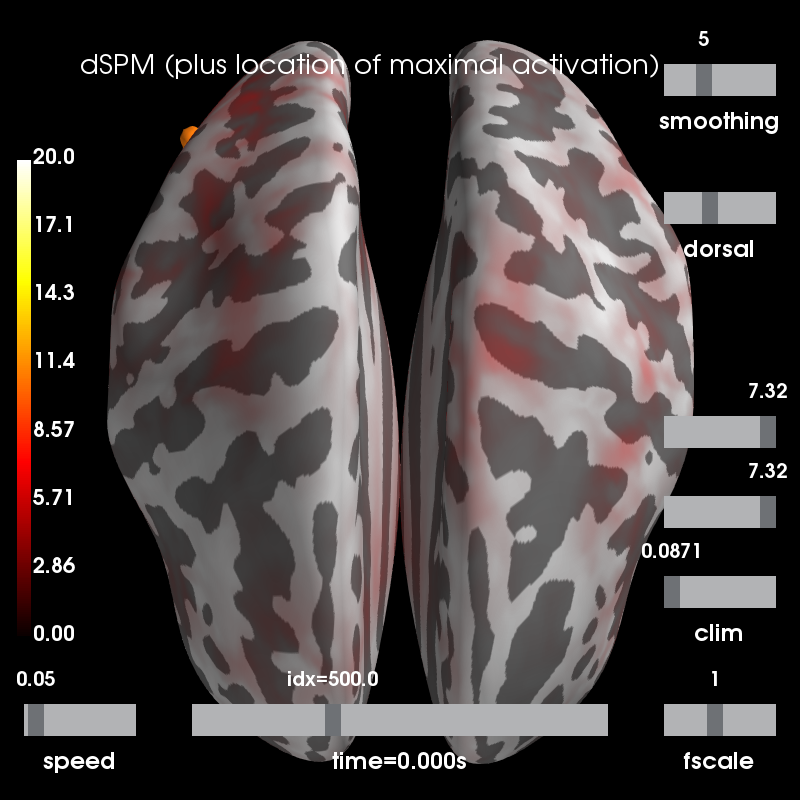 5
dSPM (plus location of maximal activation)
smoothing
20.0
17.1
14.3
11.4
8.57
5.71
2.86
0.00
dorsal
7.32
7.32
0.0871
clim
0.05
speed
idx=500.0
time=0.000s
1
fscale